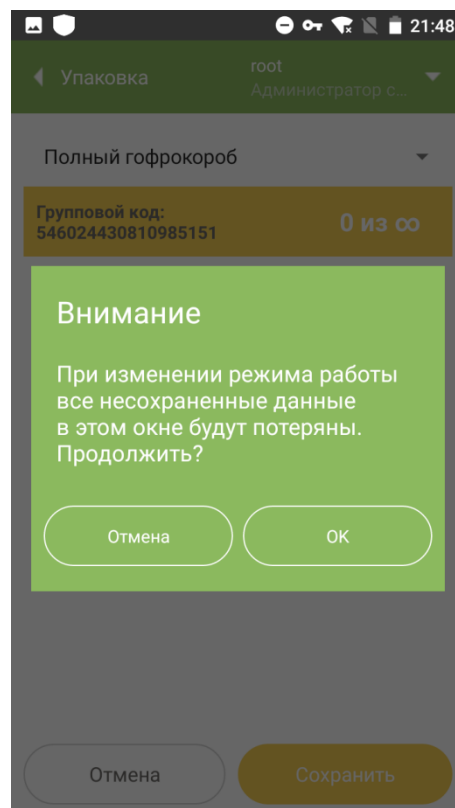 21:48
Упаковка
root
Администратор с...
Полный гофрокороб
Групповой код:
546024430810985151
0 из ∞
Внимание
При изменении режима работы
все несохраненные данные
в этом окне будут потеряны.
Продолжить?
Отмена
OK
Отмена
Сохранить